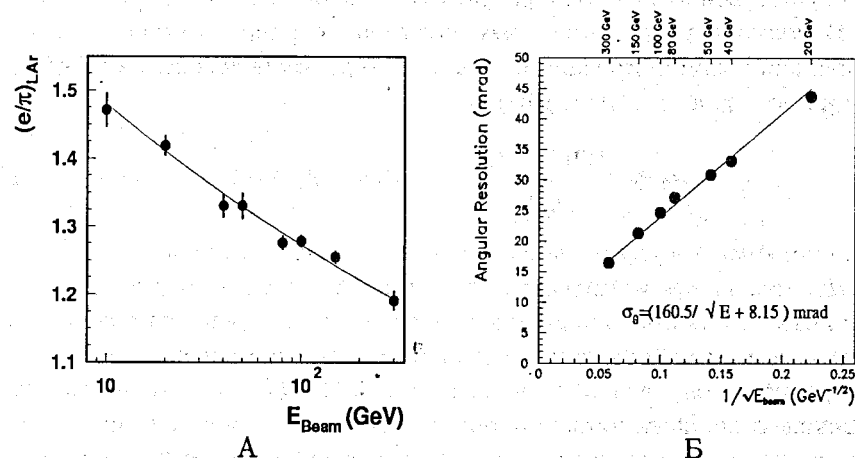 (e/π)LAr
1.5
1.4
1.3
1.2
1.1
10
10²
E_Beam (GeV)
А
300 GeV
150 GeV
100 GeV
80 GeV
50 GeV
40 GeV
20 GeV
Angular Resolution (mrad)
50
45
40
35
30
25
20
15
10
5
0
σ_θ=(160.5/ √E + 8.15 ) mrad
0
0.05
0.1
0.15
0.2
0.25
1/√E_beam (GeV⁻¹/²)
Б